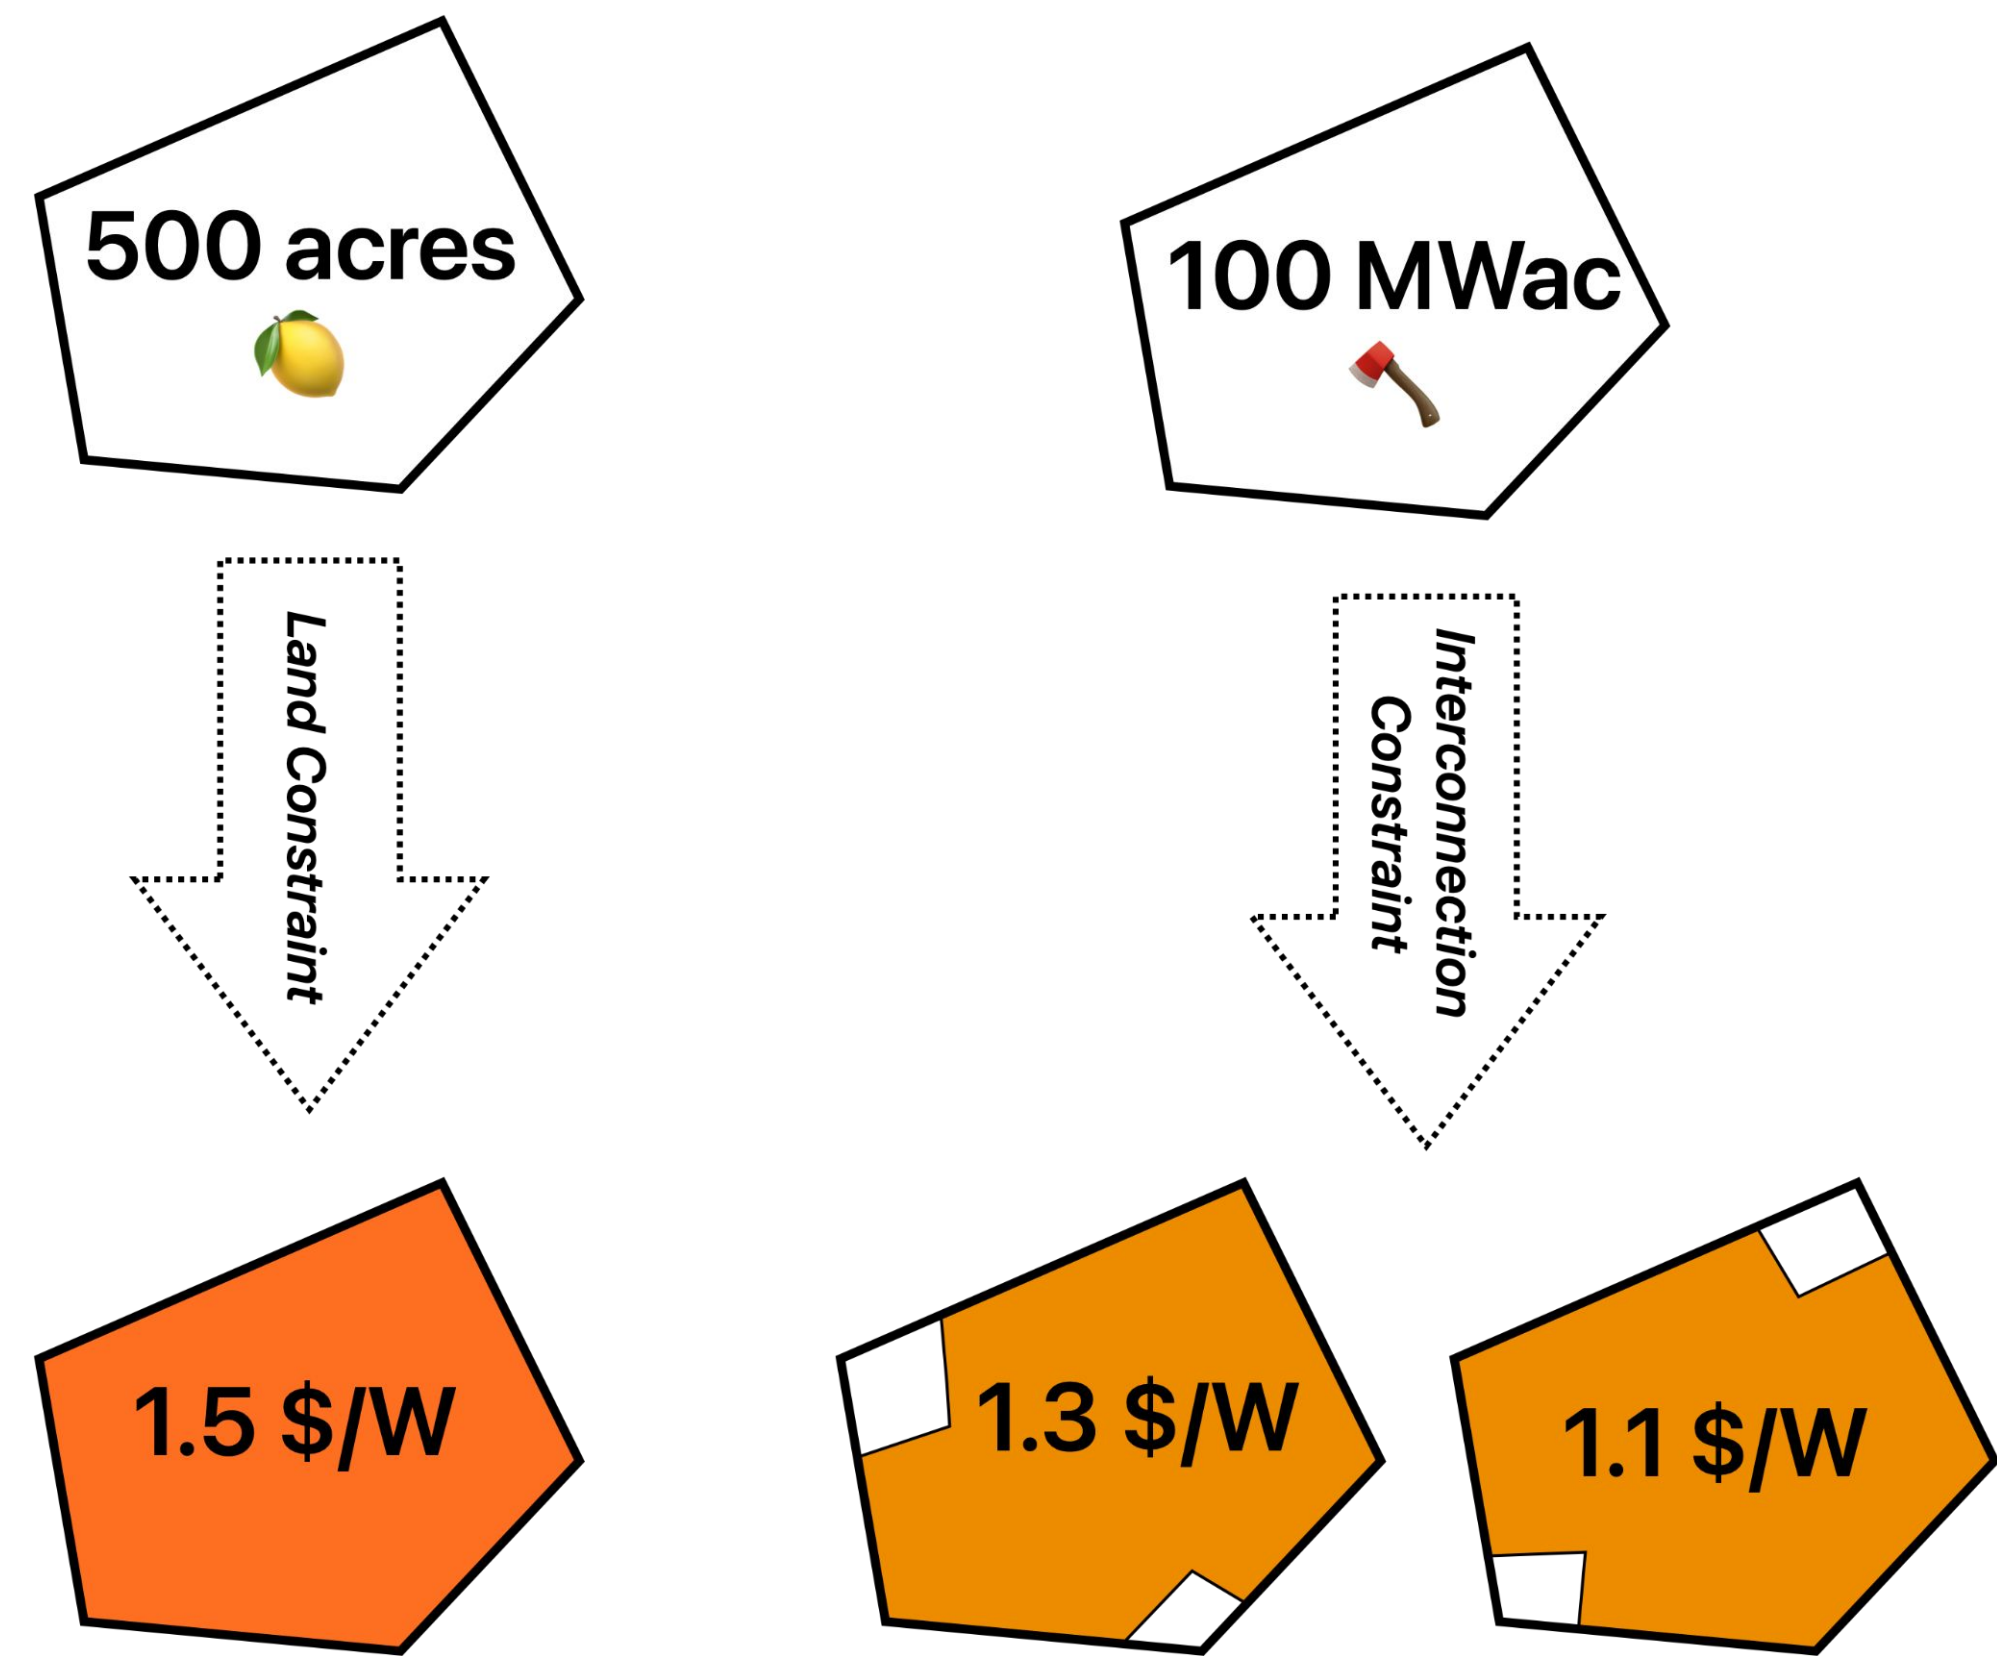 500 acres
100 MWac
Land Constraint
Interconnection
Constraint
1.5 $/W
1.3 $/W
1.1 $/W